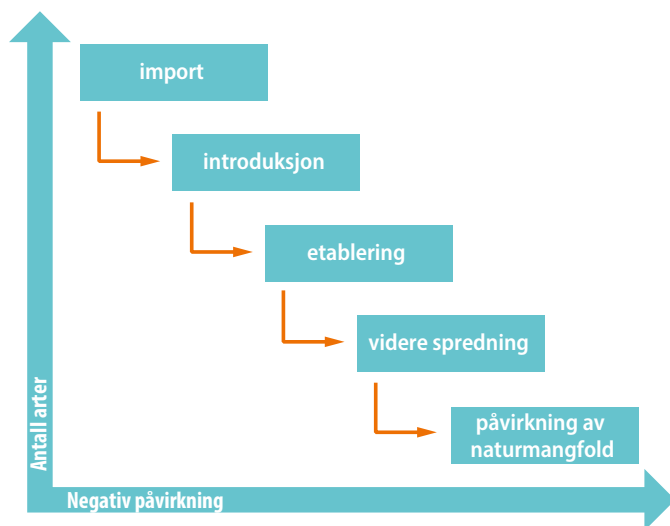 import
introduksjon
etablering
videre spredning
påvirkning av
naturmangfold
Antall arter
Negativ påvirkning